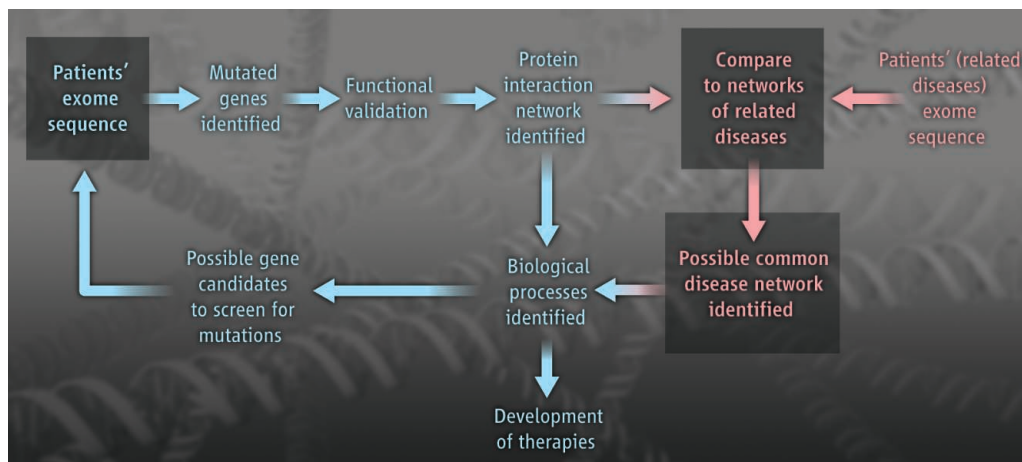 Patients'
exome
sequence
Mutated
genes
identified
Functional
validation
Protein
interaction
network
identified
Compare
to networks
of related
diseases
Patients' (related
diseases)
exome
sequence
Possible gene
candidates
to screen for
mutations
Biological
processes
identified
Possible common
disease network
identified
Development
of therapies